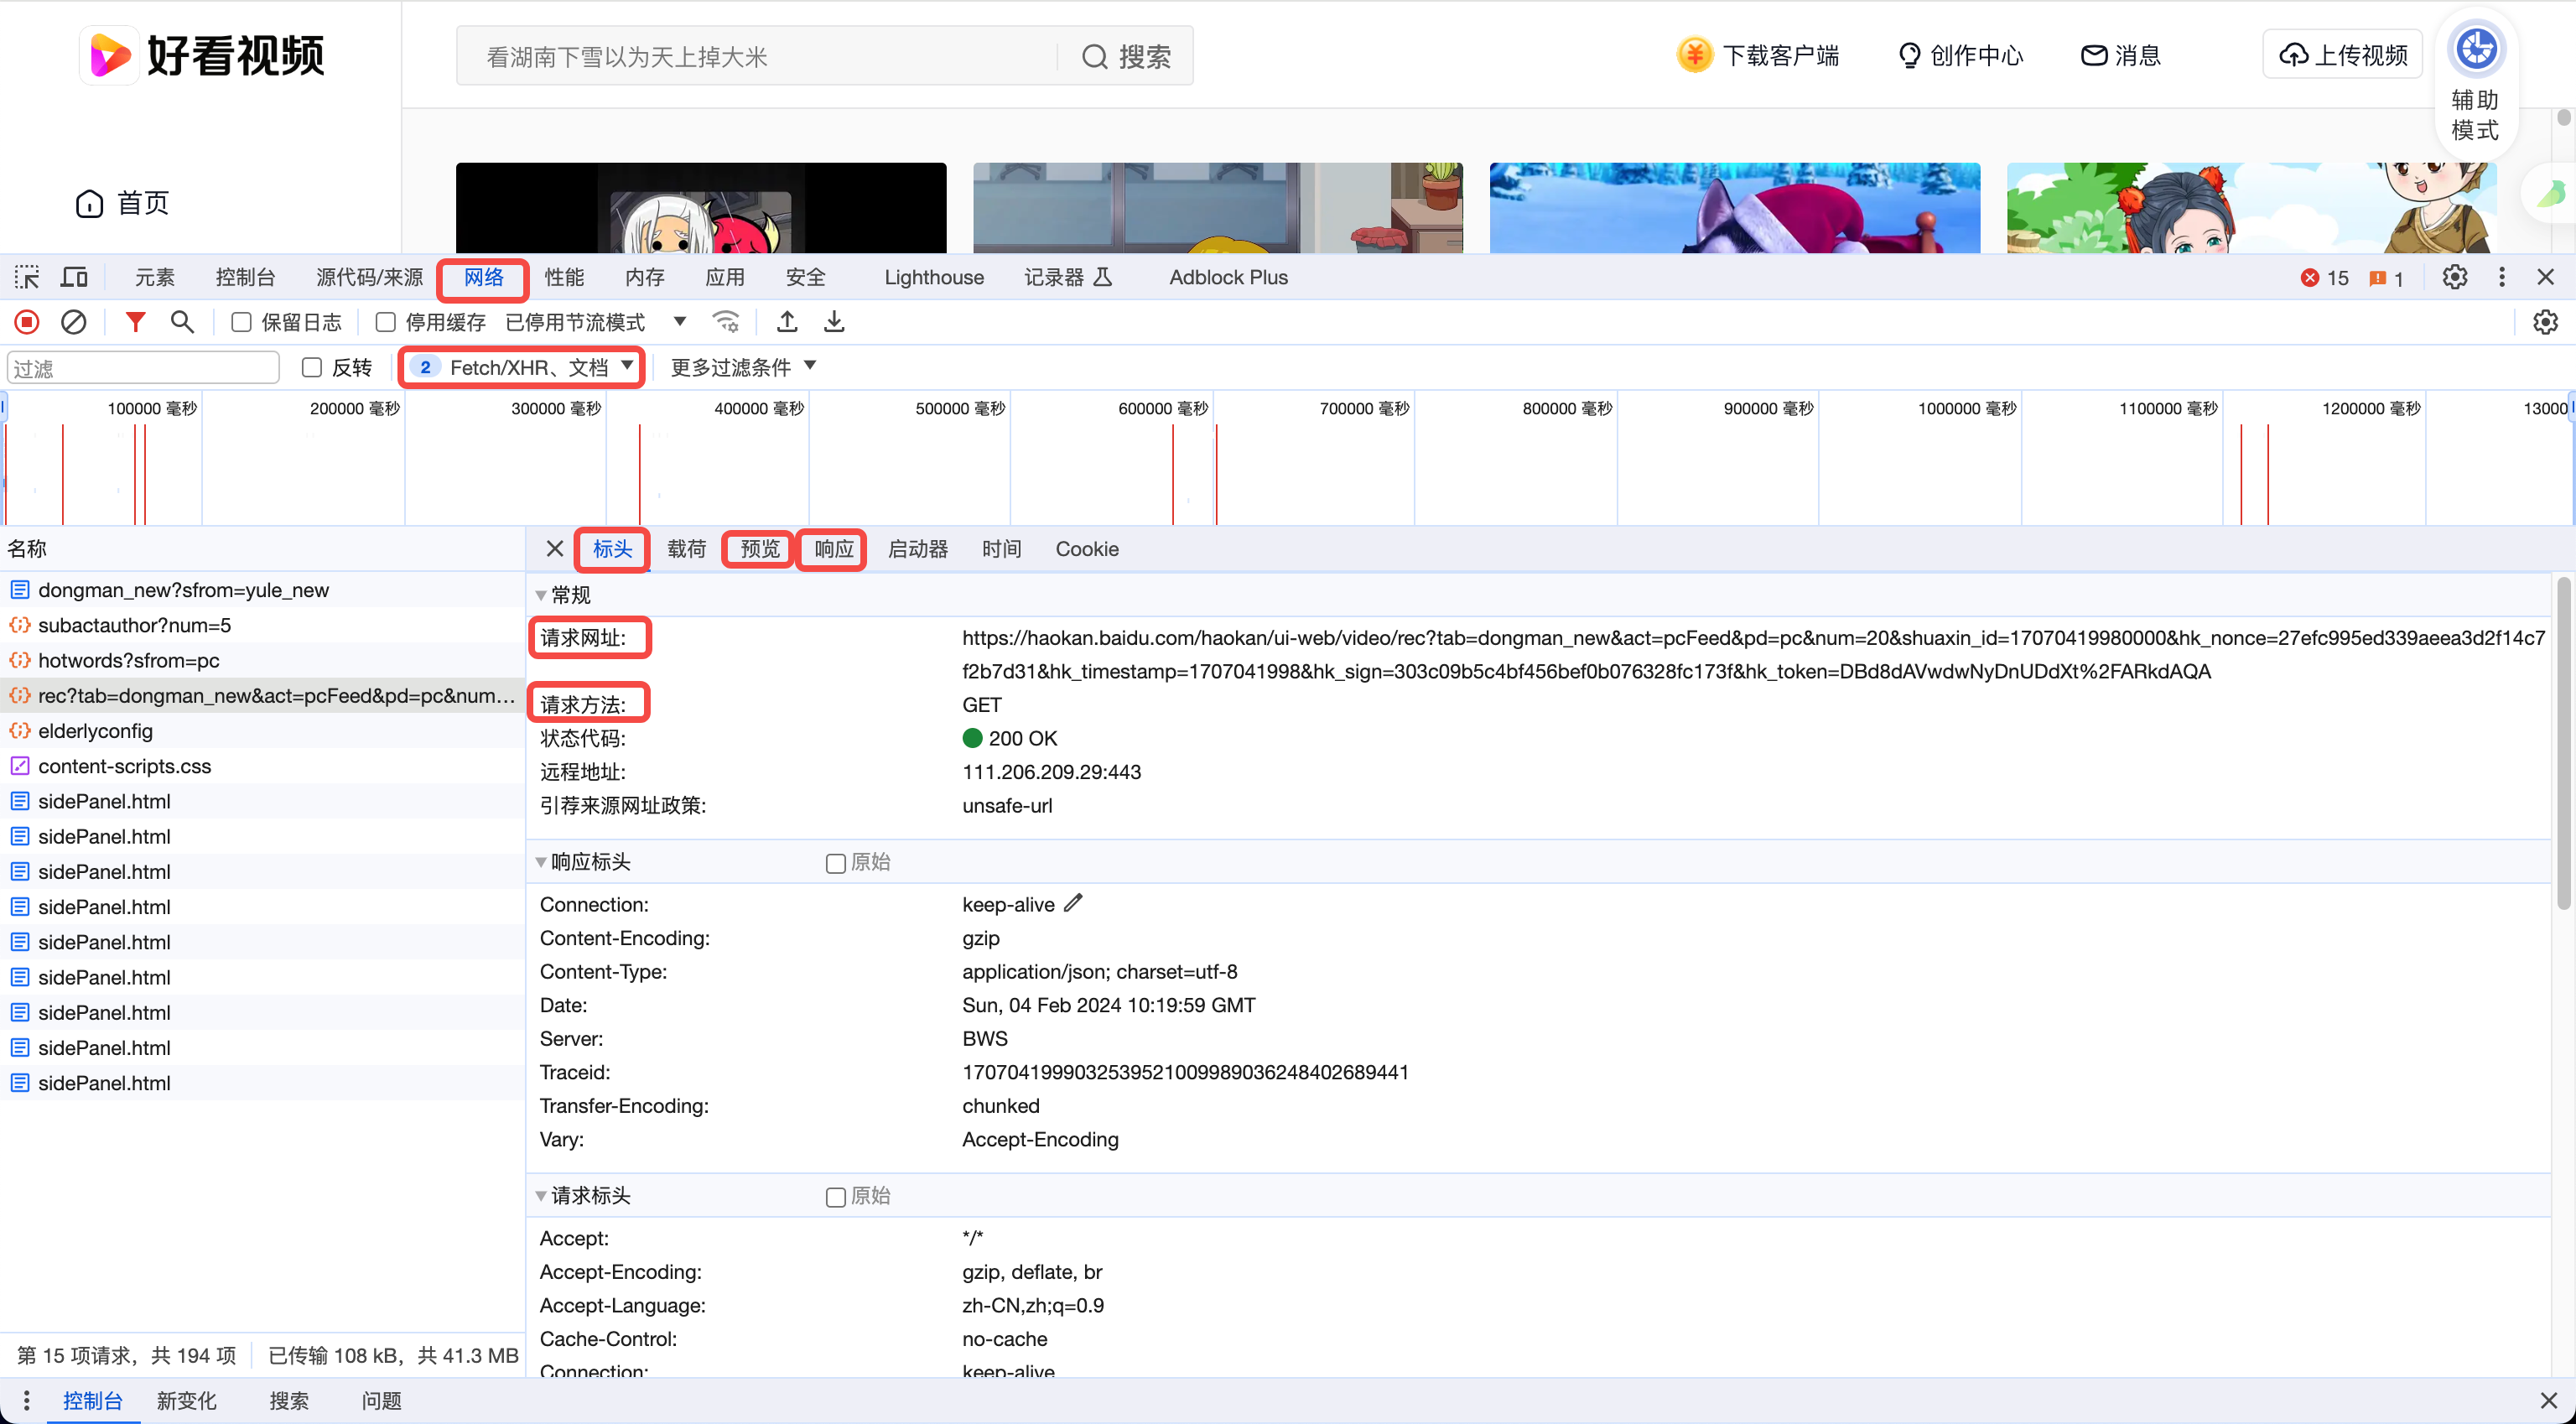 好看视频
看湖南下雪以为天上掉大米
搜索
下载客户端
创作中心
消息
上传视频
辅助
模式
首页
元素 控制台 源代码/来源 网络 性能 内存 应用 安全 Lighthouse 记录器 Adblock Plus 15 1
保留日志 停用缓存 已停用节流模式
过滤 反转 2 Fetch/XHR、文档 更多过滤条件
100000 毫秒 200000 毫秒 300000 毫秒 400000 毫秒 500000 毫秒 600000 毫秒 700000 毫秒 800000 毫秒 900000 毫秒 1000000 毫秒 1100000 毫秒 1200000 毫秒 13000
名称
dongman_new?sfrom=yule_new
subactauthor?num=5
hotwords?sfrom=pc
rec?tab=dongman_new&act=pcFeed&pd=pc&num...
elderlyconfig
content-scripts.css
sidePanel.html
sidePanel.html
sidePanel.html
sidePanel.html
sidePanel.html
sidePanel.html
sidePanel.html
sidePanel.html
sidePanel.html
第 15 项请求，共 194 项 已传输 108 kB，共 41.3 MB
标头 载荷 预览 响应 启动器 时间 Cookie
常规
请求网址: https://haokan.baidu.com/haokan/ui-web/video/rec?tab=dongman_new&act=pcFeed&pd=pc&num=20&shuaxin_id=17070419980000&hk_nonce=27efc995ed339aeea3d2f14c7
f2b7d31&hk_timestamp=1707041998&hk_sign=303c09b5c4bf456bef0b076328fc173f&hk_token=DBd8dAVwdwNyDnUDdXt%2FARkdAQA
请求方法: GET
状态代码: 200 OK
远程地址: 111.206.209.29:443
引荐来源网址政策: unsafe-url
响应标头 原始
Connection: keep-alive
Content-Encoding: gzip
Content-Type: application/json; charset=utf-8
Date: Sun, 04 Feb 2024 10:19:59 GMT
Server: BWS
Traceid: 170704199903253952100998903624840268944​1
Transfer-Encoding: chunked
Vary: Accept-Encoding
请求标头 原始
Accept: */*
Accept-Encoding: gzip, deflate, br
Accept-Language: zh-CN,zh;q=0.9
Cache-Control: no-cache
Connection: keep-alive
控制台 新变化 搜索 问题